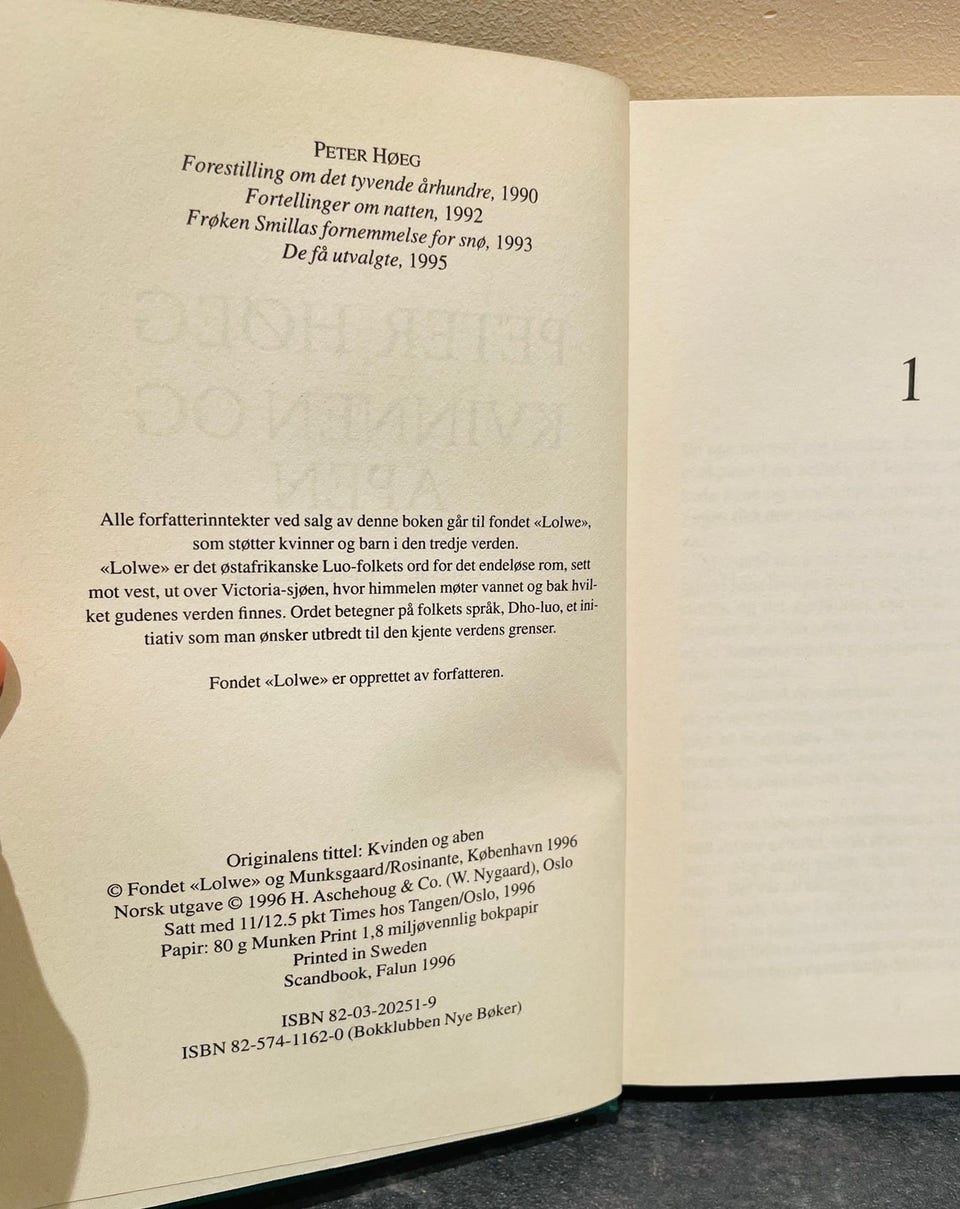 PETER HØEG
Forestilling om det tyvende århundre, 1990
Fortellinger om natten, 1992
Frøken Smillas fornemmelse for snø, 1993
De få utvalgte, 1995
PETER HØEG
KVINNEN OG
APEN
Alle forfatterinntekter ved salg av denne boken går til fondet «Lolwe»,
som støtter kvinner og barn i den tredje verden.
«Lolwe» er det østafrikanske Luo-folkets ord for det endeløse rom, sett
mot vest, ut over Victoria-sjøen, hvor himmelen møter vannet og bak hvil-
ket gudenes verden finnes. Ordet betegner på folkets språk, Dho-luo, et ini-
tiativ som man ønsker utbredt til den kjente verdens grenser.
Fondet «Lolwe» er opprettet av forfatteren.
Originalens tittel: Kvinden og aben
© Fondet «Lolwe» og Munksgaard/Rosinante, København 1996
Norsk utgave © 1996 H. Aschehoug & Co. (W. Nygaard), Oslo
Satt med 11/12.5 pkt Times hos Tangen/Oslo, 1996
Papir: 80 g Munken Print 1,8 miljøvennlig bokpapir
Printed in Sweden
Scandbook, Falun 1996
ISBN 82-03-20251-9
ISBN 82-574-1162-0 (Bokklubben Nye Bøker)
1